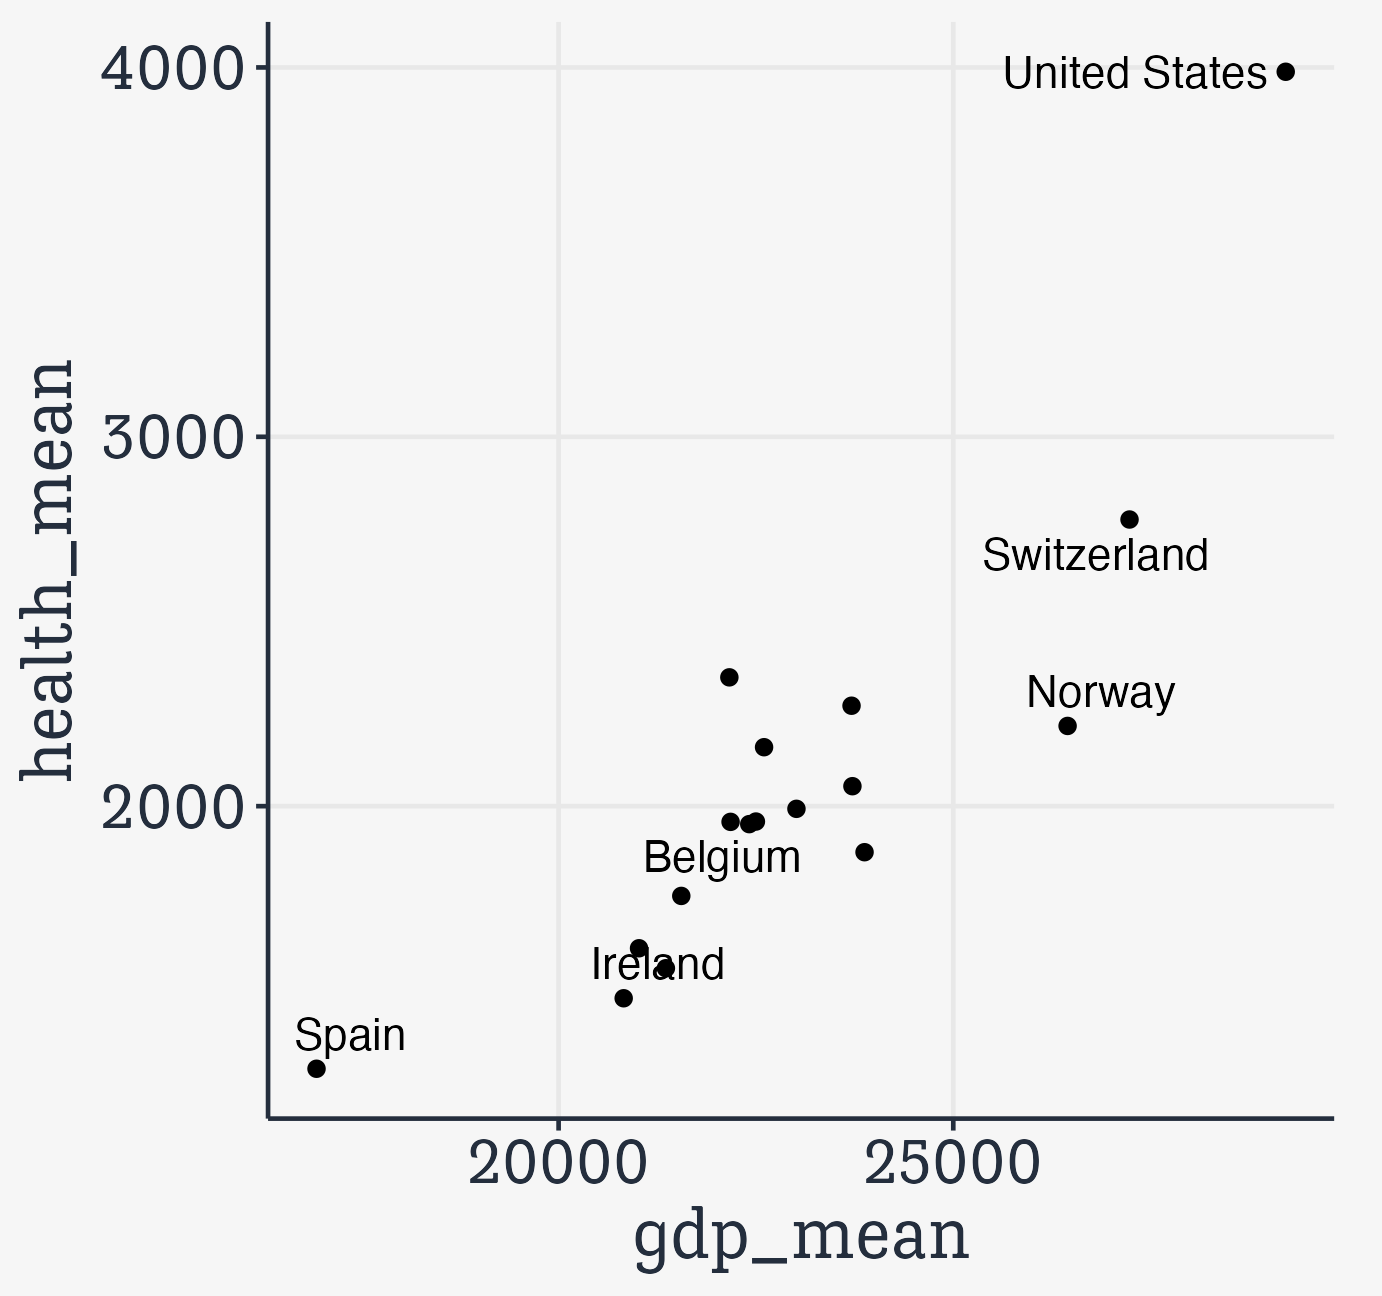 4000
United States
3000
Switzerland
Norway
2000
Belgium
Ireland
Spain
20000 25000
gdp_mean
health_mean